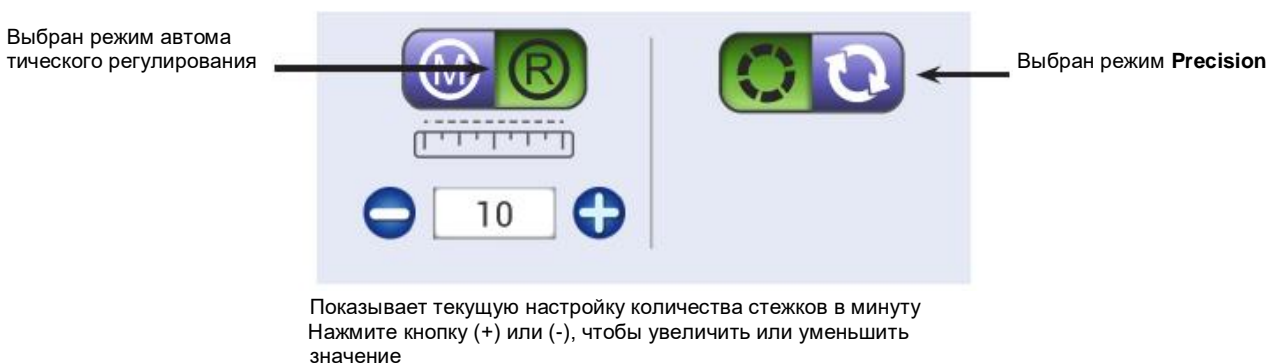 Выбран режим автома
тического регулирования
M R
Выбран режим Precision
10
Показывает текущую настройку количества стежков в минуту
Нажмите кнопку (+) или (-), чтобы увеличить или уменьшить
значение